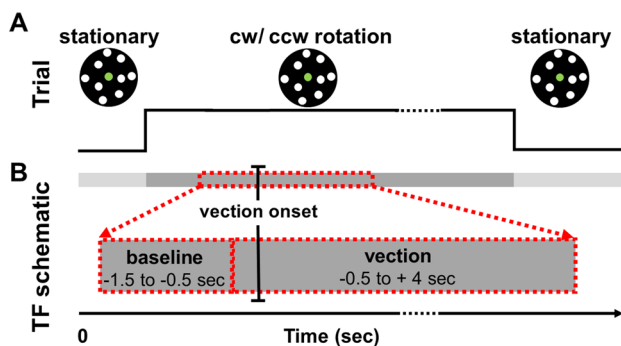 A
stationary
cw/ ccw rotation
stationary
Trial
B
TF schematic
vection onset
baseline
-1.5 to -0.5 sec
vection
-0.5 to + 4 sec
0
Time (sec)